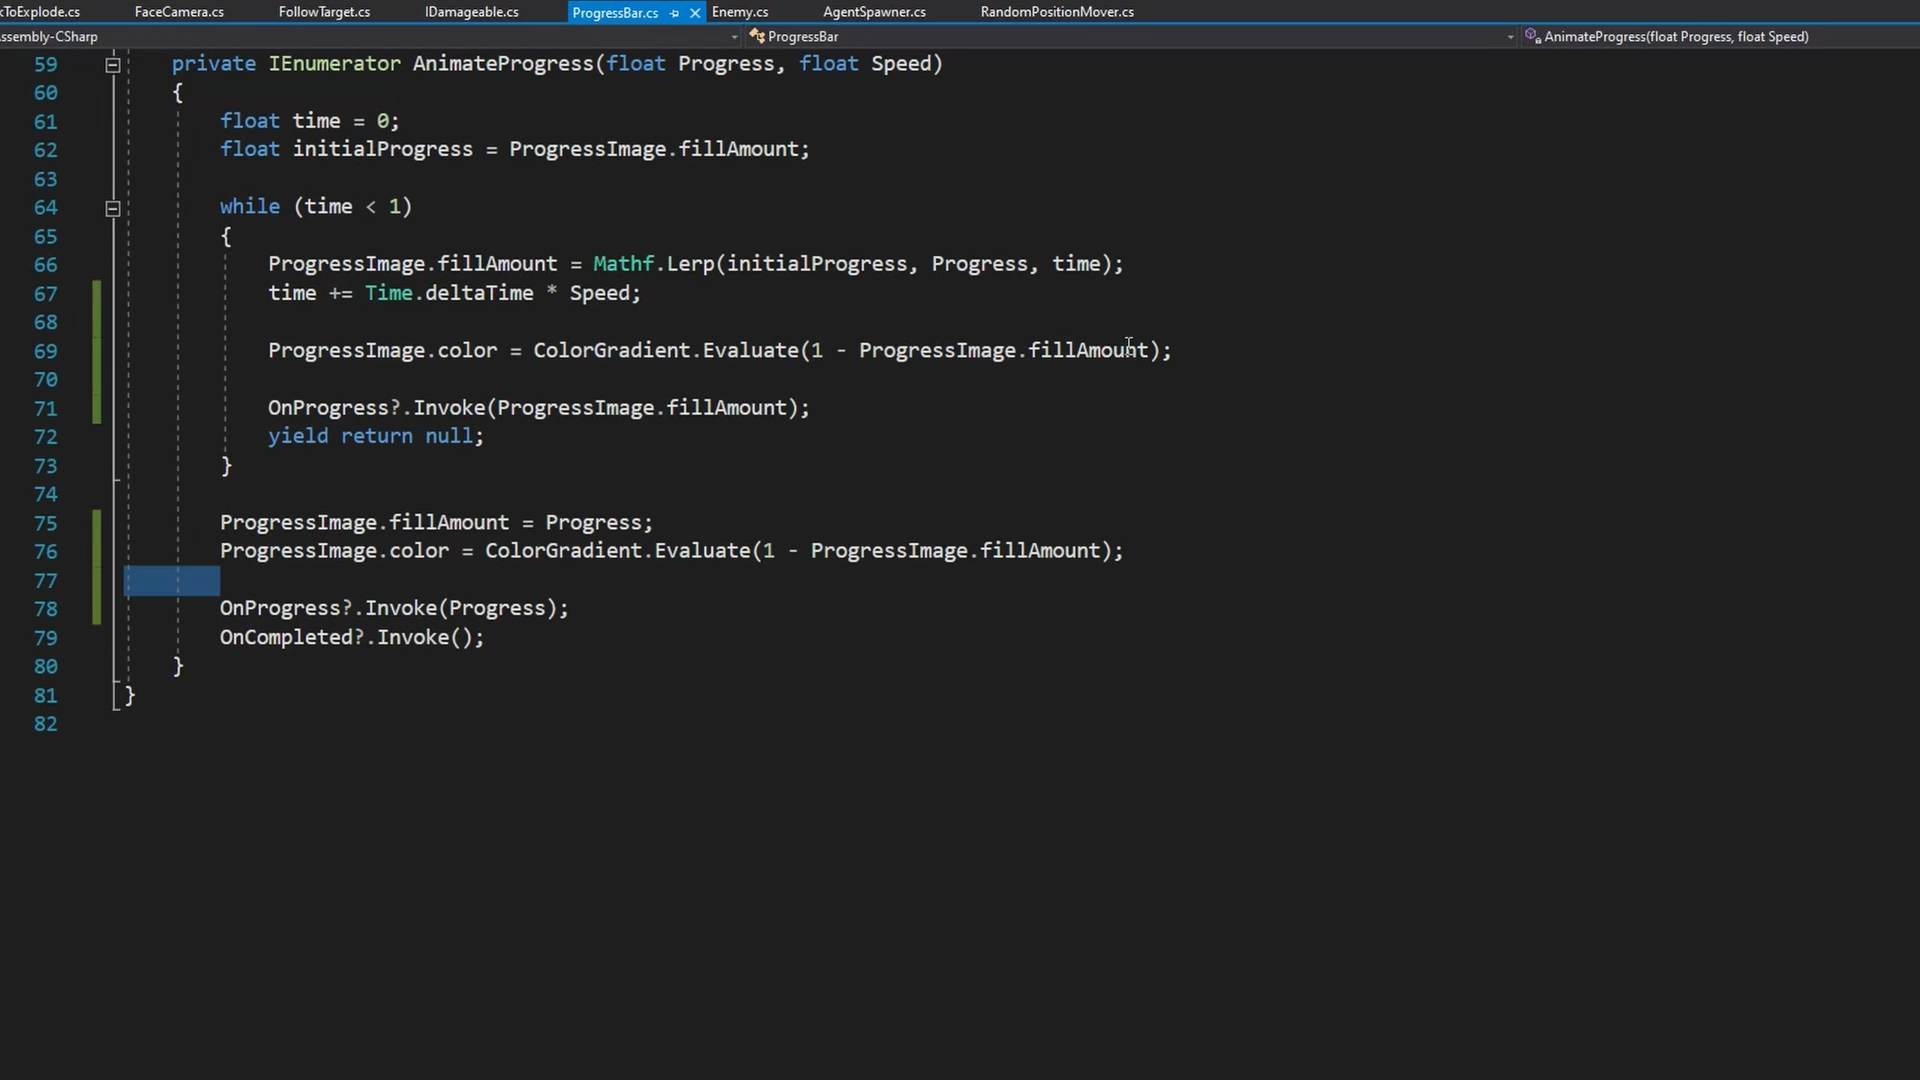 kToExplode.cs FaceCamera.cs FollowTarget.cs IDamageable.cs ProgressBar.cs Enemy.cs AgentSpawner.cs RandomPositionMover.cs
ssembly-CSharp ProgressBar AnimateProgress(float Progress, float Speed)
59 private IEnumerator AnimateProgress(float Progress, float Speed)
60 {
61 float time = 0;
62 float initialProgress = ProgressImage.fillAmount;
63
64 while (time < 1)
65 {
66 ProgressImage.fillAmount = Mathf.Lerp(initialProgress, Progress, time);
67 time += Time.deltaTime * Speed;
68
69 ProgressImage.color = ColorGradient.Evaluate(1 - ProgressImage.fillAmount);
70
71 OnProgress?.Invoke(ProgressImage.fillAmount);
72 yield return null;
73 }
74
75 ProgressImage.fillAmount = Progress;
76 ProgressImage.color = ColorGradient.Evaluate(1 - ProgressImage.fillAmount);
77
78 OnProgress?.Invoke(Progress);
79 OnCompleted?.Invoke();
80 }
81 }
82